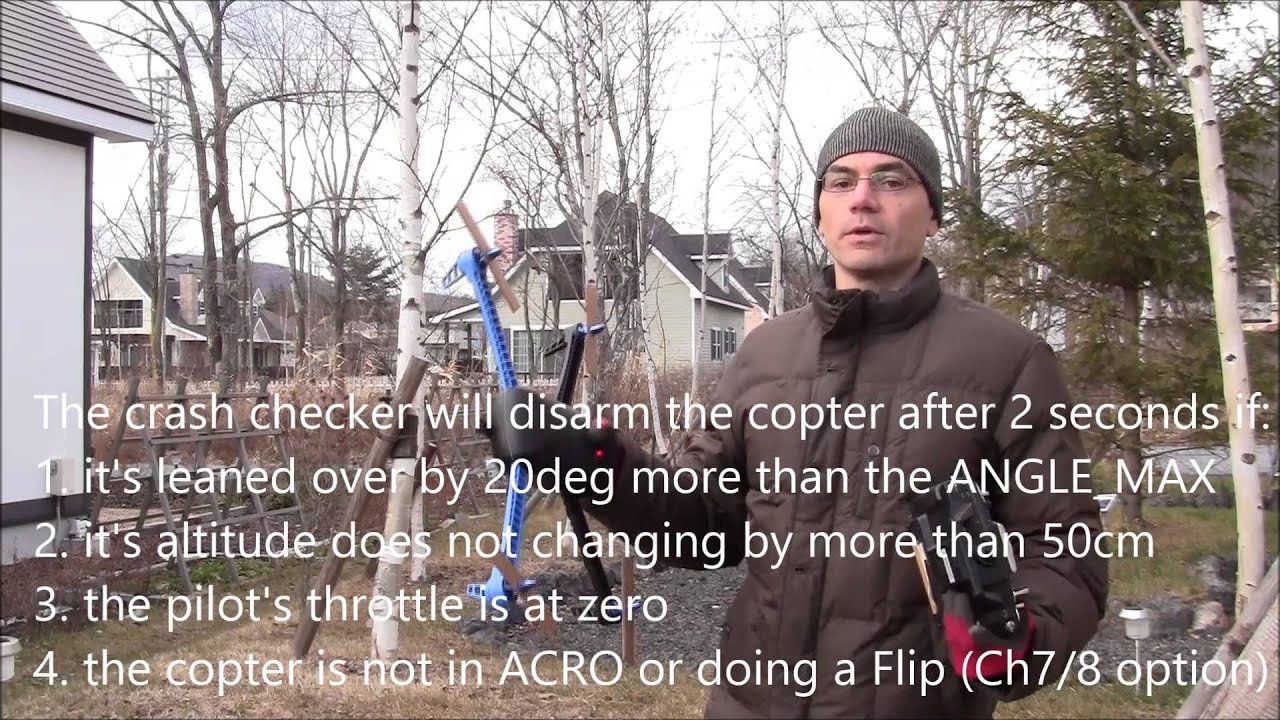 The crash checker will disarm the copter after 2 seconds if:
1. it's leaned over by 20deg more than the ANGLE_MAX
2. it's altitude does not changing by more than 50cm
3. the pilot's throttle is at zero
4. the copter is not in ACRO or doing a Flip (Ch7/8 option)